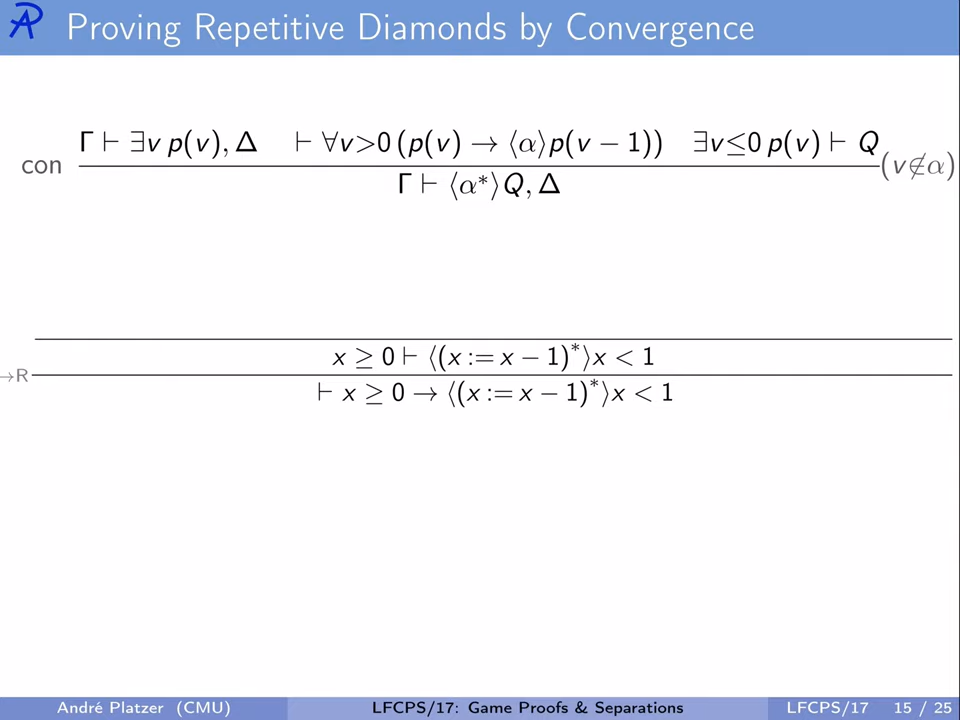 Proving Repetitive Diamonds by Convergence
Γ ⊢ ∃v p(v), Δ ⊢ ∀v>0 (p(v) → ⟨α⟩p(v − 1)) ∃v≤0 p(v) ⊢ Q
con (v∉α)
Γ ⊢ ⟨α*⟩Q, Δ
x ≥ 0 ⊢ ⟨(x := x − 1)*⟩x < 1
→R
⊢ x ≥ 0 → ⟨(x := x − 1)*⟩x < 1
André Platzer (CMU) LFCPS/17: Game Proofs & Separations LFCPS/17 15 / 25